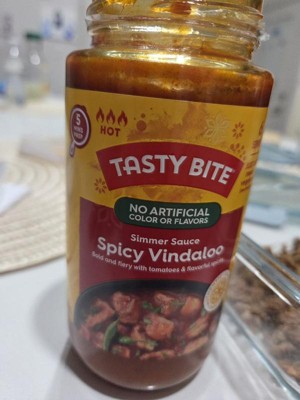 5
MINS
HOT
TASTY BITE
NO ARTIFICIAL
COLOR OR FLAVORS
Simmer Sauce
Spicy Vindaloo
Bold and fiery with tomatoes & flavorful